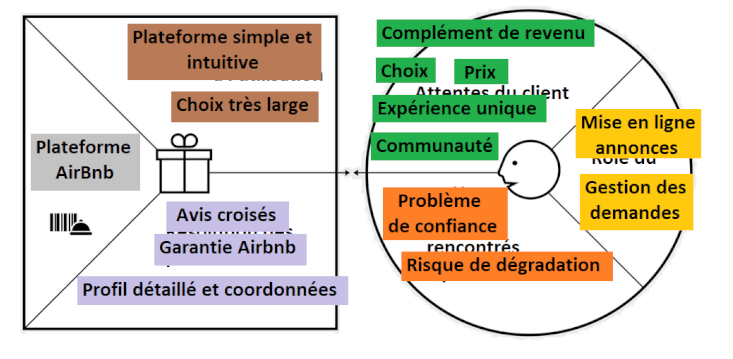 Plateforme simple et
intuitive
Choix très large
Plateforme
AirBnb
Avis croisés
Garantie Airbnb
Profil détaillé et coordonnées
Complément de revenu
Choix
Prix
Attentes du client
Expérience unique
Communauté
Mise en ligne
annonces
Rôle du
Gestion des
demandes
Problème
de confiance
rencontrés
Risque de dégradation